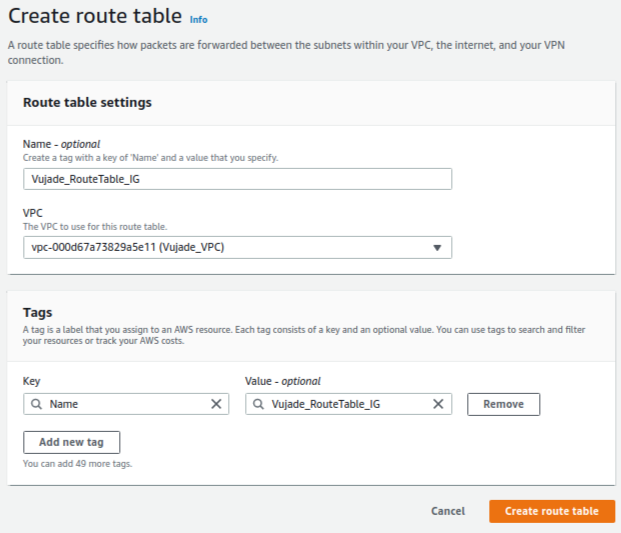 Create route table Info
A route table specifies how packets are forwarded between the subnets within your VPC, the internet, and your VPN
connection.
Route table settings
Name - optional
Create a tag with a key of 'Name' and a value that you specify.
Vujade_RouteTable_IG
VPC
The VPC to use for this route table.
vpc-000d67a73829a5e11 (Vujade_VPC)
Tags
A tag is a label that you assign to an AWS resource. Each tag consists of a key and an optional value. You can use tags to search and filter
your resources or track your AWS costs.
Key Value - optional
Name Vujade_RouteTable_IG Remove
Add new tag
You can add 49 more tags.
Cancel Create route table